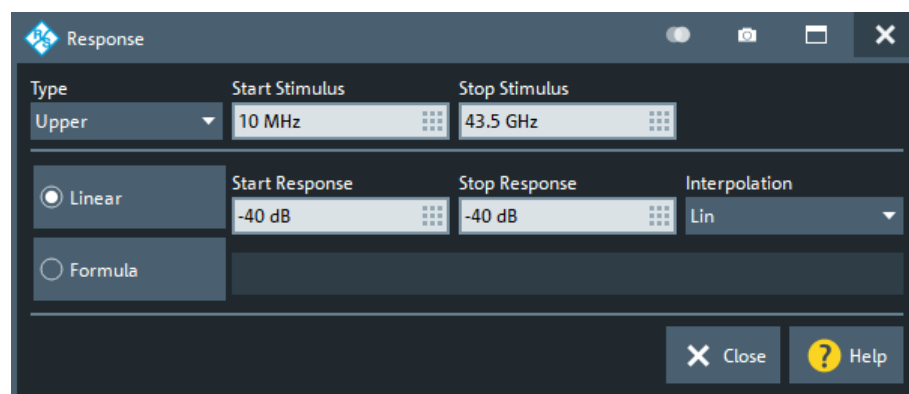 Response
Type Start Stimulus Stop Stimulus
Upper 10 MHz 43.5 GHz
Linear Start Response Stop Response Interpolation
-40 dB -40 dB Lin
Formula
Close Help